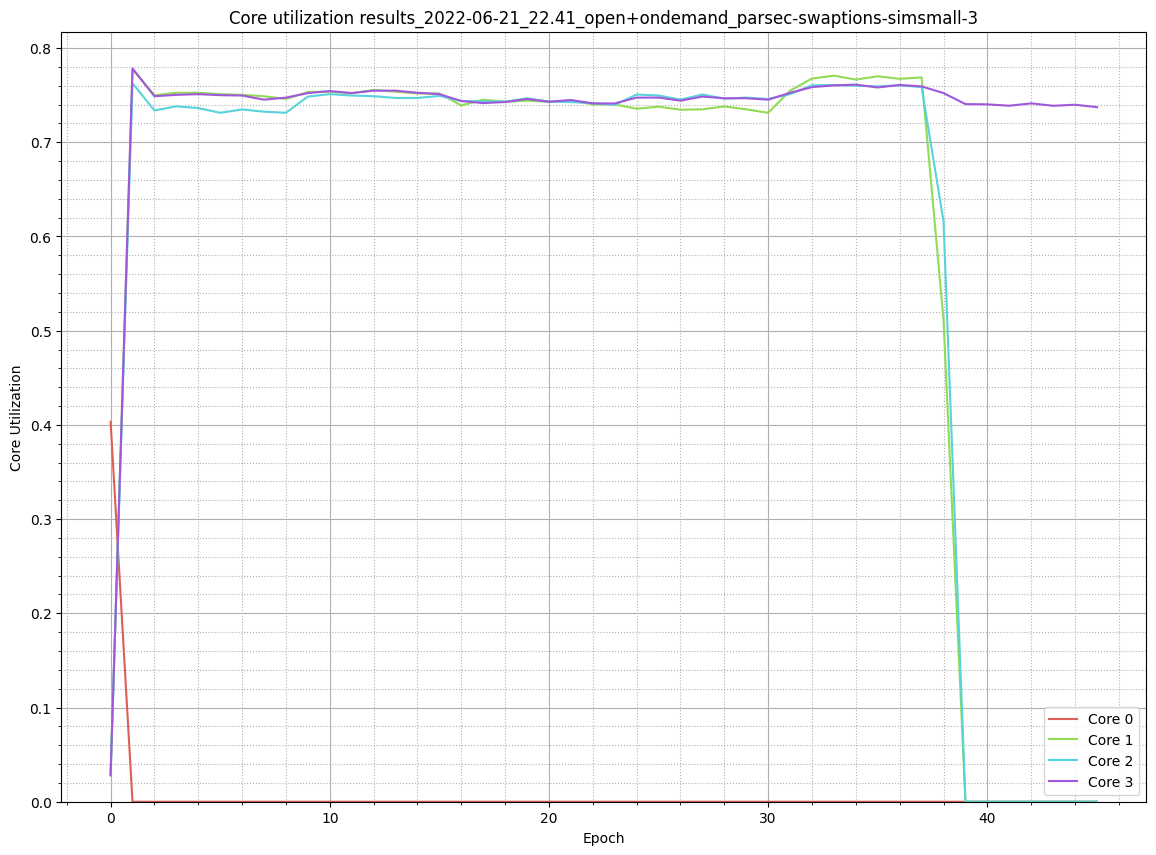 Core utilization results_2022-06-21_22.41_open+ondemand_parsec-swaptions-simsmall-3
Core Utilization
0.8
0.7
0.6
0.5
0.4
0.3
0.2
0.1
0.0
0 10 20 30 40
Epoch
Core 0
Core 1
Core 2
Core 3